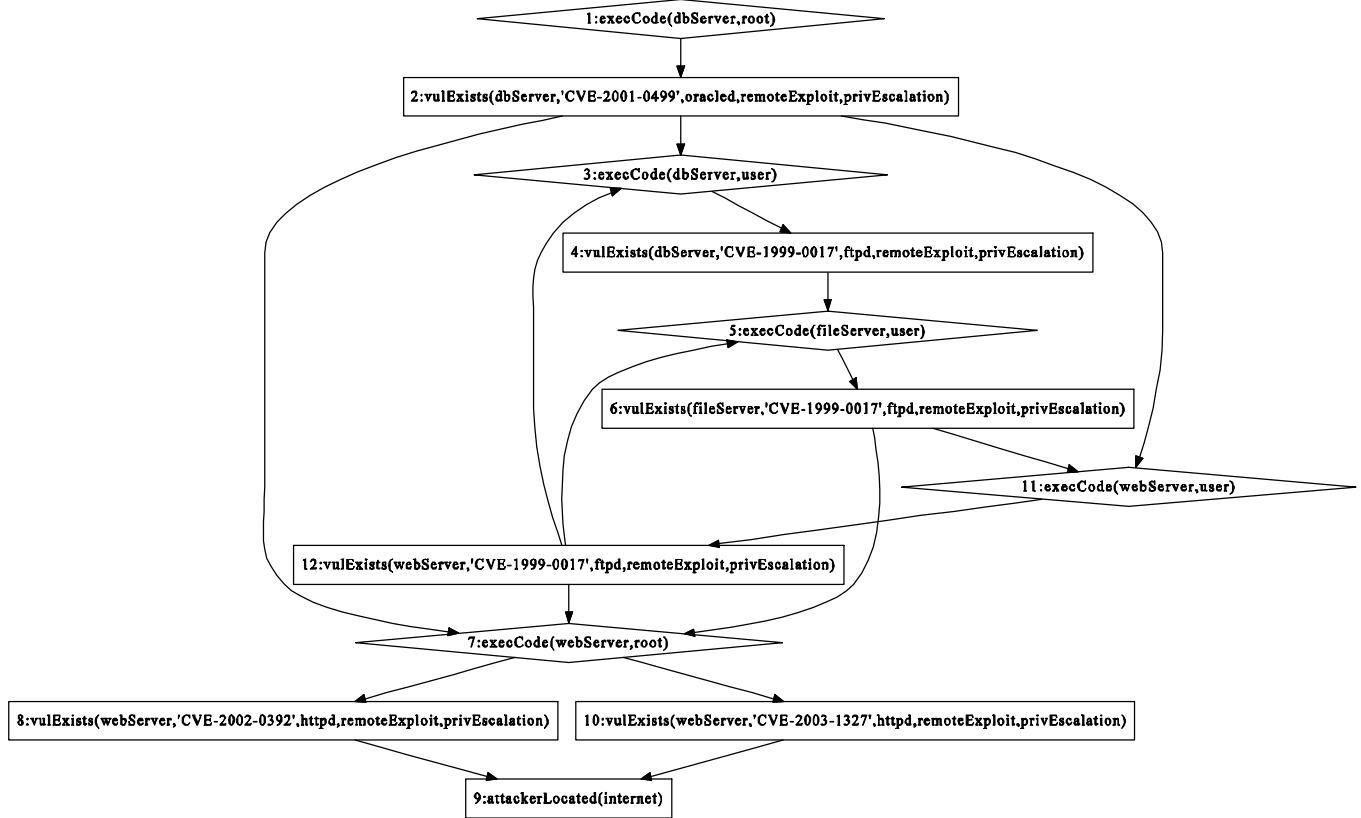 1:execCode(dbServer,root)
2:vulExists(dbServer,'CVE-2001-0499',oracled,remoteExploit,privEscalation)
3:execCode(dbServer,user)
4:vulExists(dbServer,'CVE-1999-0017',ftpd,remoteExploit,privEscalation)
5:execCode(fileServer,user)
6:vulExists(fileServer,'CVE-1999-0017',ftpd,remoteExploit,privEscalation)
11:execCode(webServer,user)
12:vulExists(webServer,'CVE-1999-0017',ftpd,remoteExploit,privEscalation)
7:execCode(webServer,root)
8:vulExists(webServer,'CVE-2002-0392',httpd,remoteExploit,privEscalation)
10:vulExists(webServer,'CVE-2003-1327',httpd,remoteExploit,privEscalation)
9:attackerLocated(internet)